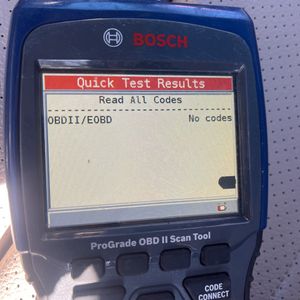 BOSCH
Quick Test Results
Read All Codes
OBDII/EOBD No codes
ProGrade OBD II Scan Tool
CODE
CONNECT